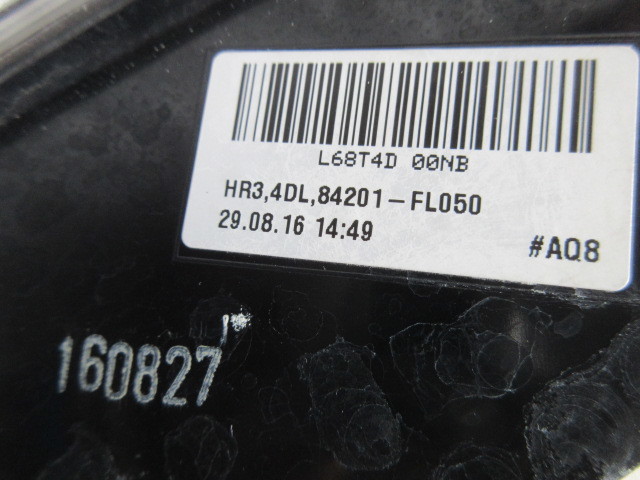 L68T4D 00NB
HR3,4DL,84201-FL050
29.08.16 14:49
#AQ8
160827